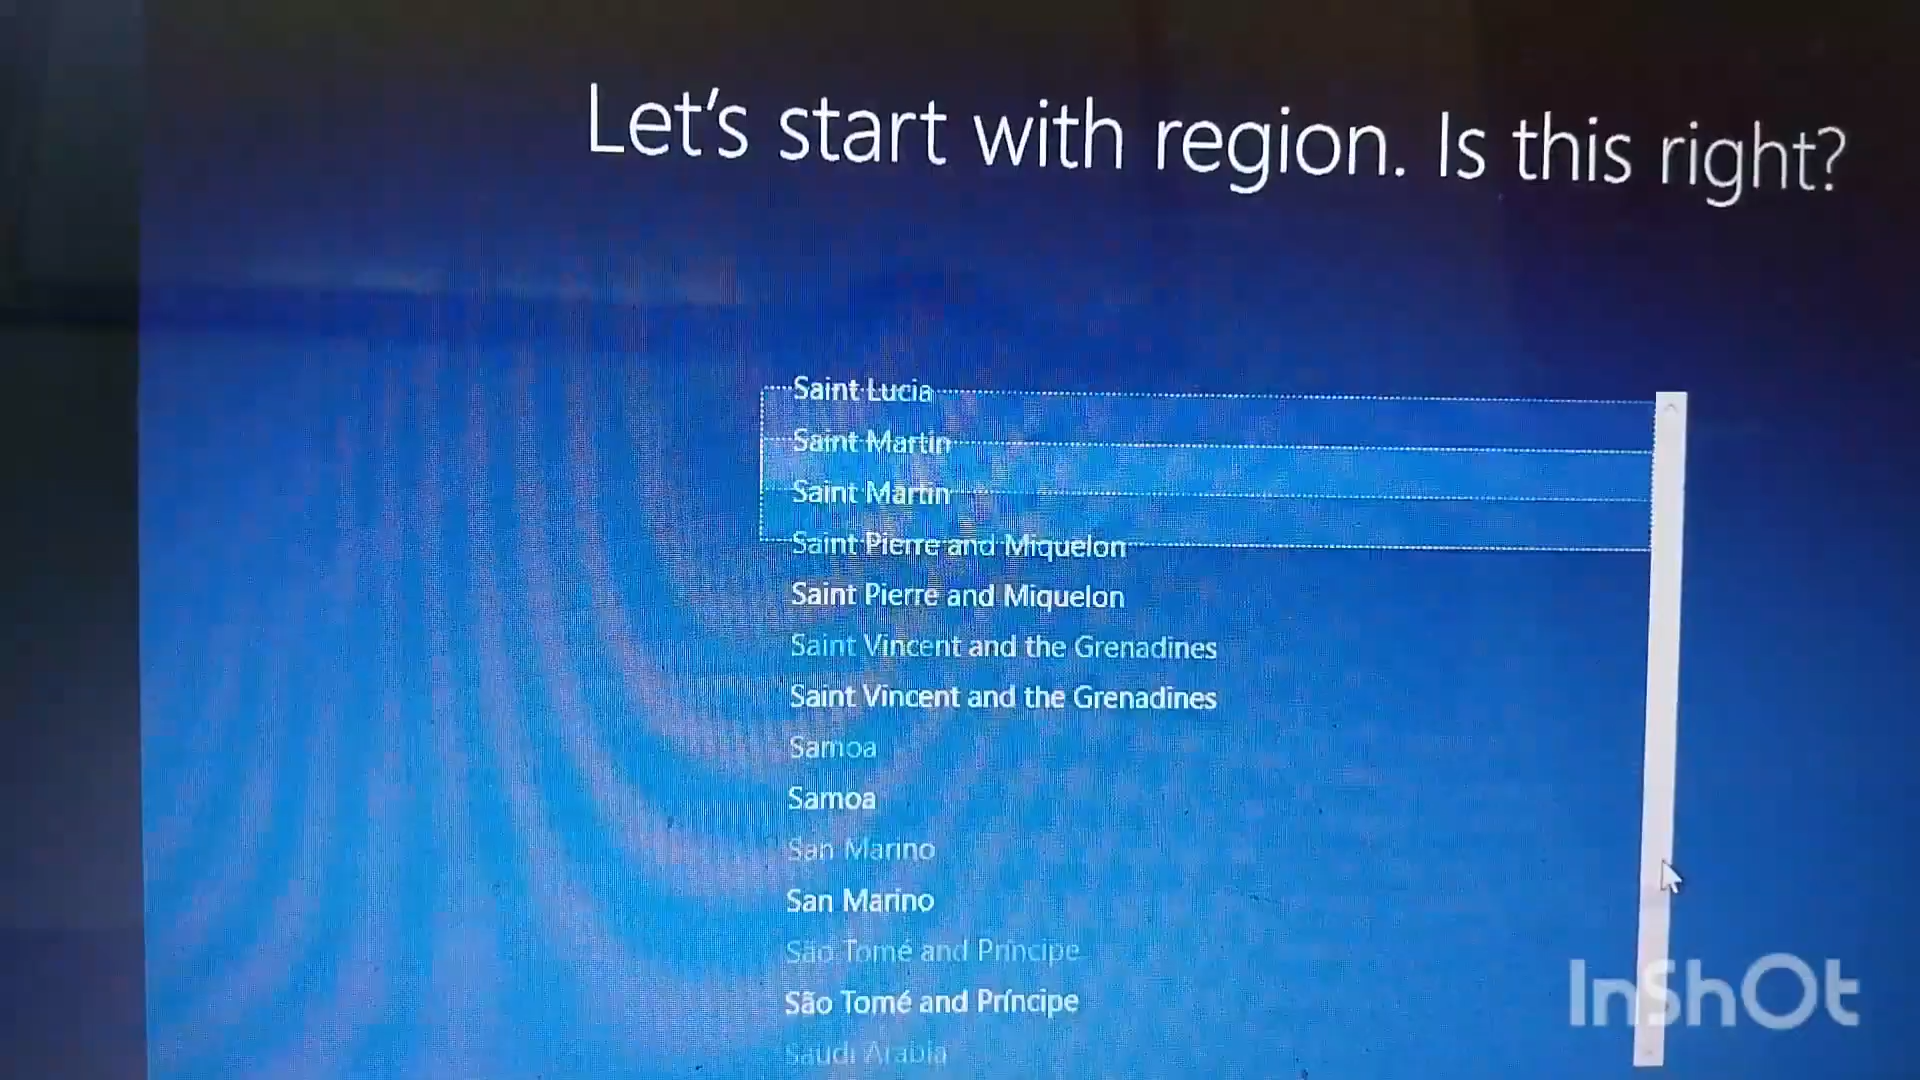 Let's start with region. Is this right?
Saint Lucia
Saint Martin
Saint Martin
Saint Pierre and Miquelon
Saint Pierre and Miquelon
Saint Vincent and the Grenadines
Saint Vincent and the Grenadines
Samoa
Samoa
San Marino
San Marino
São Tomé and Príncipe
São Tomé and Príncipe
Saudi Arabia
InShOt